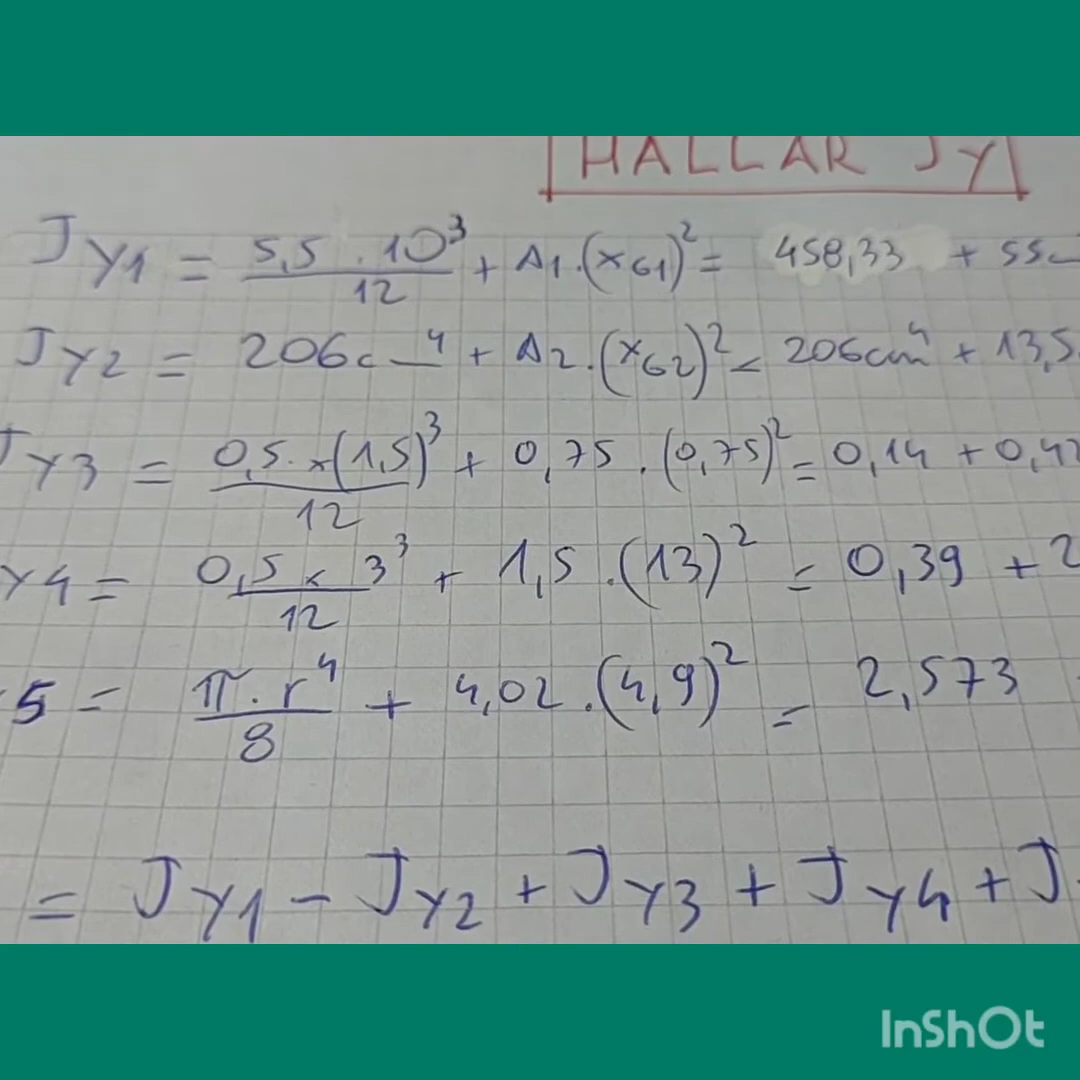 HALLAR JY
JY1 = 5,5 . 10³ / 12 + A1.(xG1)² = 458,33 + 55
JY2 = 206cm⁴ + A2.(xG2)² = 206cm⁴ + 13,5
JY3 = 0,5.x(1,5)³ / 12 + 0,75 . (0,75)² = 0,14 + 0,42
Y4 = 0,5 x 3³ / 12 + 1,5 .(13)² = 0,39 + 2
5 = π . r⁴ / 8 + 4,02 .(4,9)² = 2,573
= JY1 - JY2 + JY3 + JY4 + J
InShOt